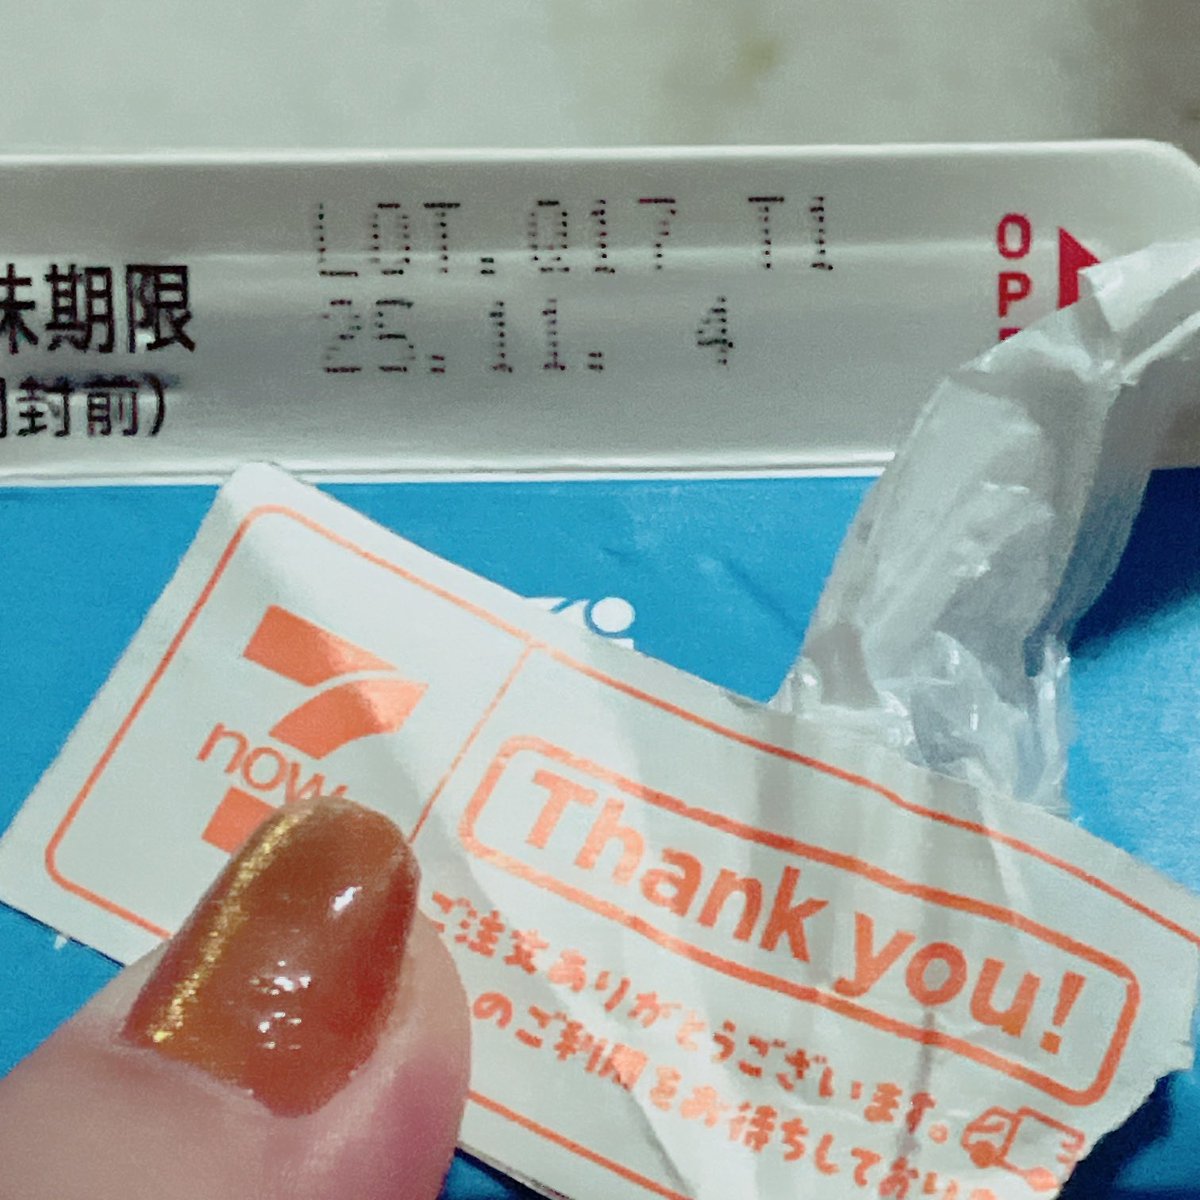 LOT.017 T1
味期限
25.11. 4
封前)
OP
7
now
Thank you!
ご注文ありがとうございます。
のご利用をお待ちしており